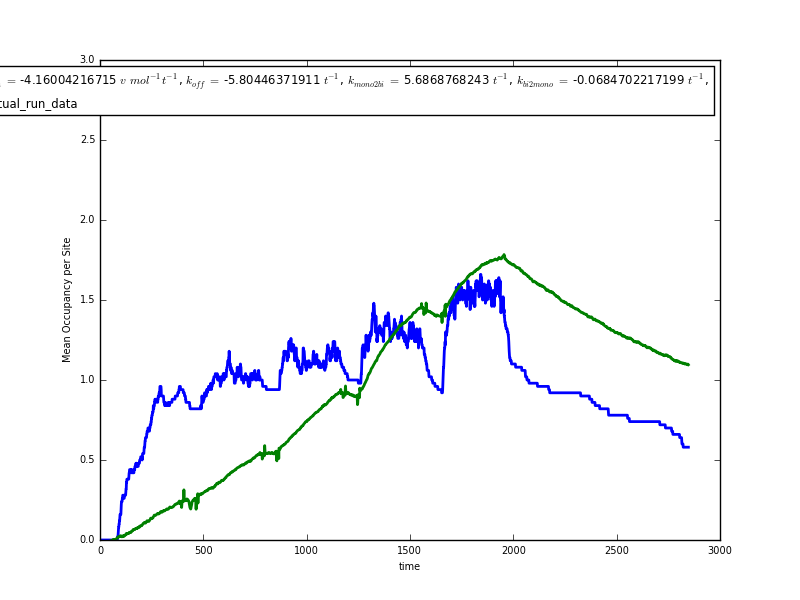 3.0
= -4.16004216715 v mol⁻¹t⁻¹, k_off = -5.80446371911 t⁻¹, k_mono2bi = 5.6868768243 t⁻¹, k_bi2mono = -0.0684702217199 t⁻¹,
tual_run_data
2.5
2.0
1.5
1.0
0.5
0.0
Mean Occupancy per Site
0 500 1000 1500 2000 2500 3000
time